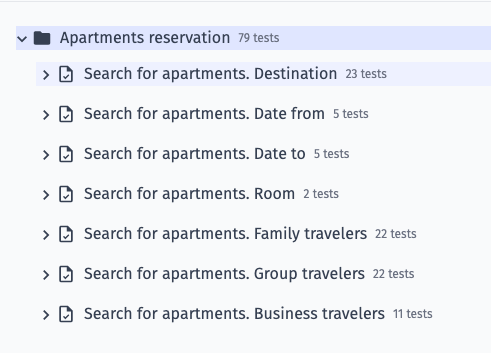 Apartments reservation 79 tests
Search for apartments. Destination 23 tests
Search for apartments. Date from 5 tests
Search for apartments. Date to 5 tests
Search for apartments. Room 2 tests
Search for apartments. Family travelers 22 tests
Search for apartments. Group travelers 22 tests
Search for apartments. Business travelers 11 tests